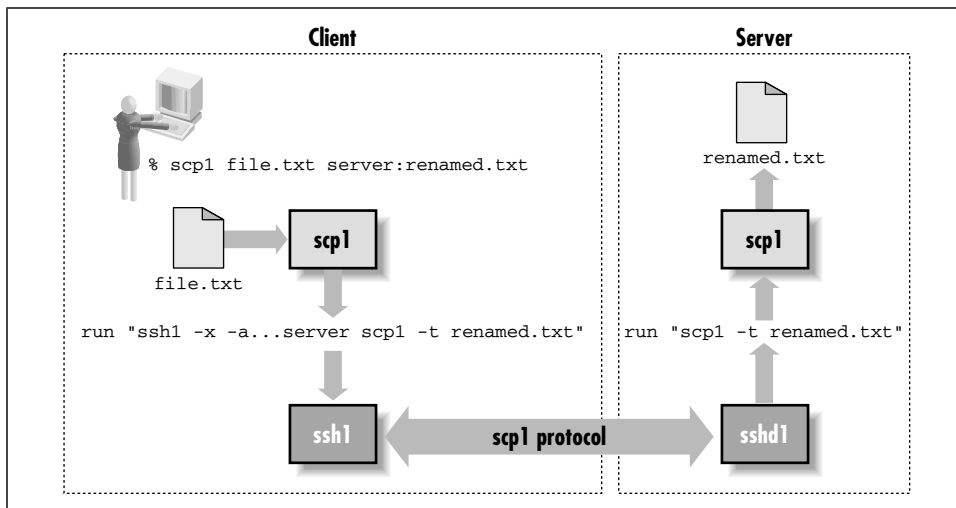 Client
% scp1 file.txt server:renamed.txt
file.txt
scp1
run "ssh1 -x -a...server scp1 -t renamed.txt"
ssh1
scp1 protocol
Server
renamed.txt
scp1
run "scp1 -t renamed.txt"
sshd1